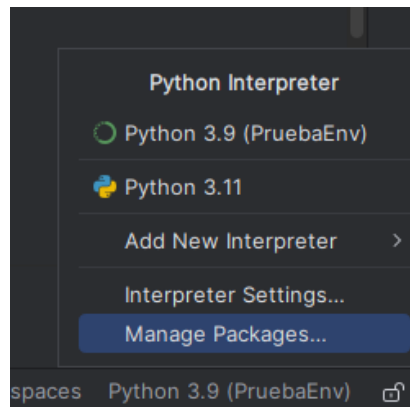 Python Interpreter
Python 3.9 (PruebaEnv)
Python 3.11
Add New Interpreter
Interpreter Settings...
Manage Packages...
spaces Python 3.9 (PruebaEnv)